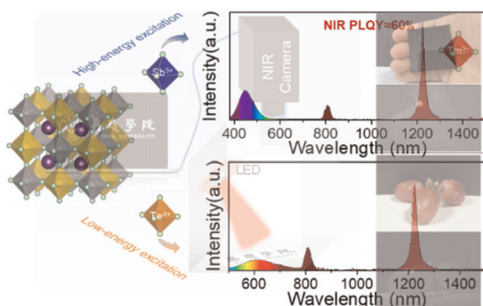 High-energy excitation
Sb³⁺
NIR
Camera
Intensity(a.u.)
NIR PLQY≈60%
Tm³⁺
400 600 800 1000 1200 1400
Wavelength (nm)
Low-energy excitation
Te⁴⁺
LED
Intensity(a.u.)
600 800 1000 1200 1400
Wavelength (nm)